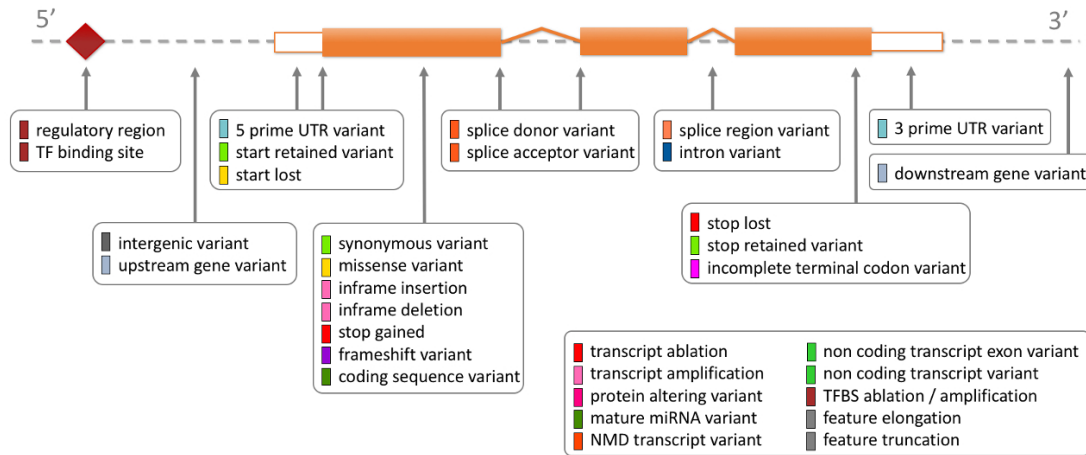 5’
3’
regulatory region
TF binding site
5 prime UTR variant
start retained variant
start lost
splice donor variant
splice acceptor variant
splice region variant
intron variant
3 prime UTR variant
downstream gene variant
intergenic variant
upstream gene variant
synonymous variant
missense variant
inframe insertion
inframe deletion
stop gained
frameshift variant
coding sequence variant
stop lost
stop retained variant
incomplete terminal codon variant
transcript ablation
transcript amplification
protein altering variant
mature miRNA variant
NMD transcript variant
non coding transcript exon variant
non coding transcript variant
TFBS ablation / amplification
feature elongation
feature truncation